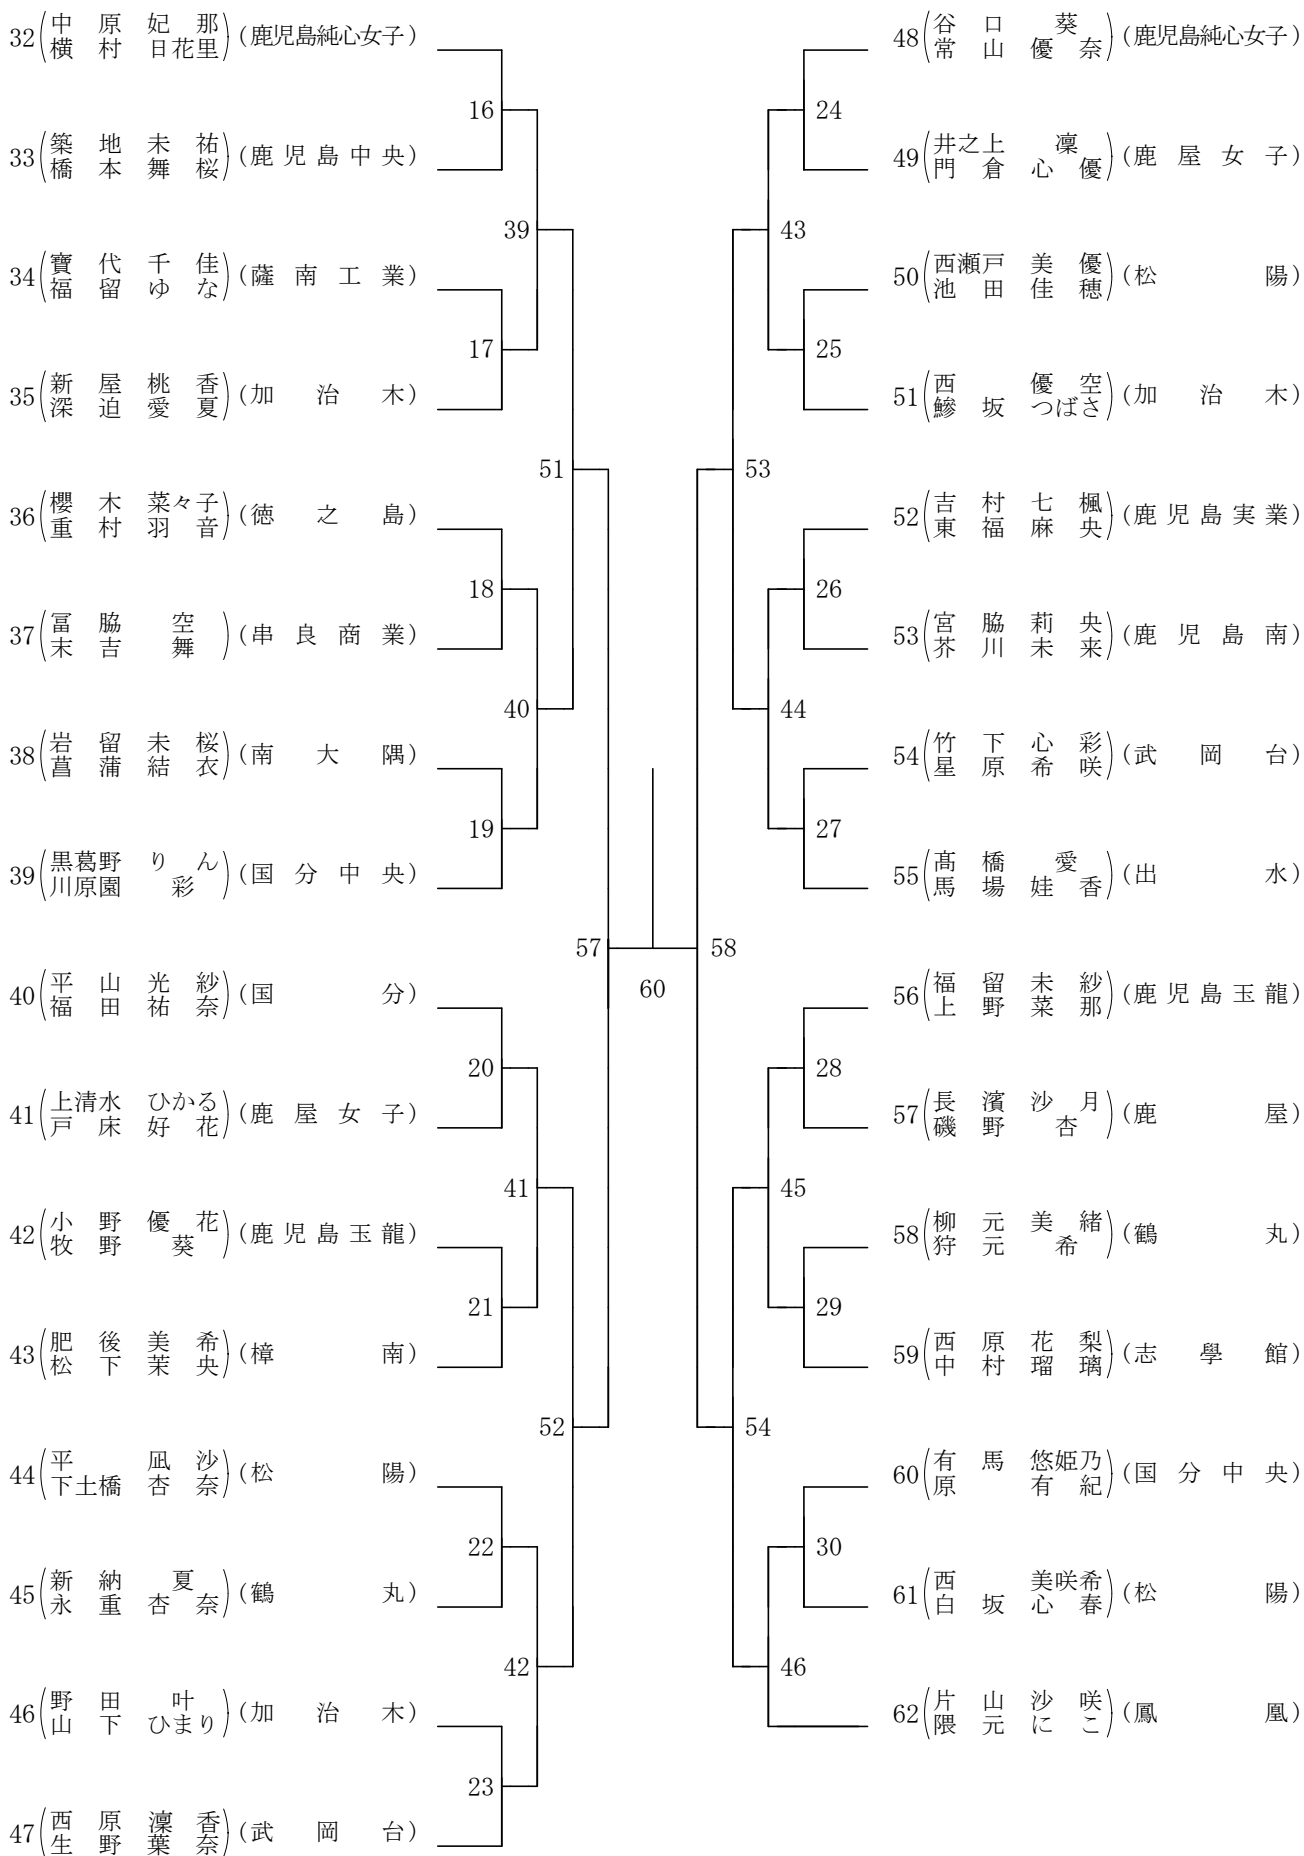 32(中原妃那 横村日花里)(鹿児島純心女子)
16
33(築地未祐 橋本舞桜)(鹿児島中央)
39
34(寶代千佳 福留ゆな)(薩南工業)
17
35(新屋桃香 深迫愛夏)(加治木)
51
36(櫻木菜々子 重村羽音)(徳之島)
18
37(冨脇空 末吉舞)(串良商業)
40
38(岩留未桜 菖蒲結衣)(南大隅)
19
39(黒葛野りん 川原園彩)(国分中央)
57
40(平山光紗 福田祐奈)(国分)
20
41(上清水ひかる 戸床好花)(鹿屋女子)
41
42(小野優花 牧野葵)(鹿児島玉龍)
21
43(肥後美希 松下茉央)(樟南)
52
44(平凪沙 下土橋杏奈)(松陽)
22
45(新納夏 永重杏奈)(鶴丸)
42
46(野田叶 山下ひまり)(加治木)
23
47(西原凜香 生野葉奈)(武岡台)
60
48(谷口葵 常山優奈)(鹿児島純心女子)
24
49(井之上凜 門倉心優)(鹿屋女子)
43
50(西瀬戸美優 池田佳穂)(松陽)
25
51(西優空 鯵坂つばさ)(加治木)
53
52(吉村七楓 東福麻央)(鹿児島実業)
26
53(宮脇莉央 芥川未来)(鹿児島南)
44
54(竹下心彩 星原希咲)(武岡台)
27
55(髙橋愛 馬場娃香)(出水)
58
56(福留未紗 上野菜那)(鹿児島玉龍)
28
57(長濱沙月 磯野杏)(鹿屋)
45
58(柳元美緒 狩元希)(鶴丸)
29
59(西原花梨 中村瑠璃)(志學館)
54
60(有馬悠姫乃 原有紀)(国分中央)
30
61(西美咲希 白坂心春)(松陽)
46
62(片山沙咲 隈元にこ)(鳳凰)